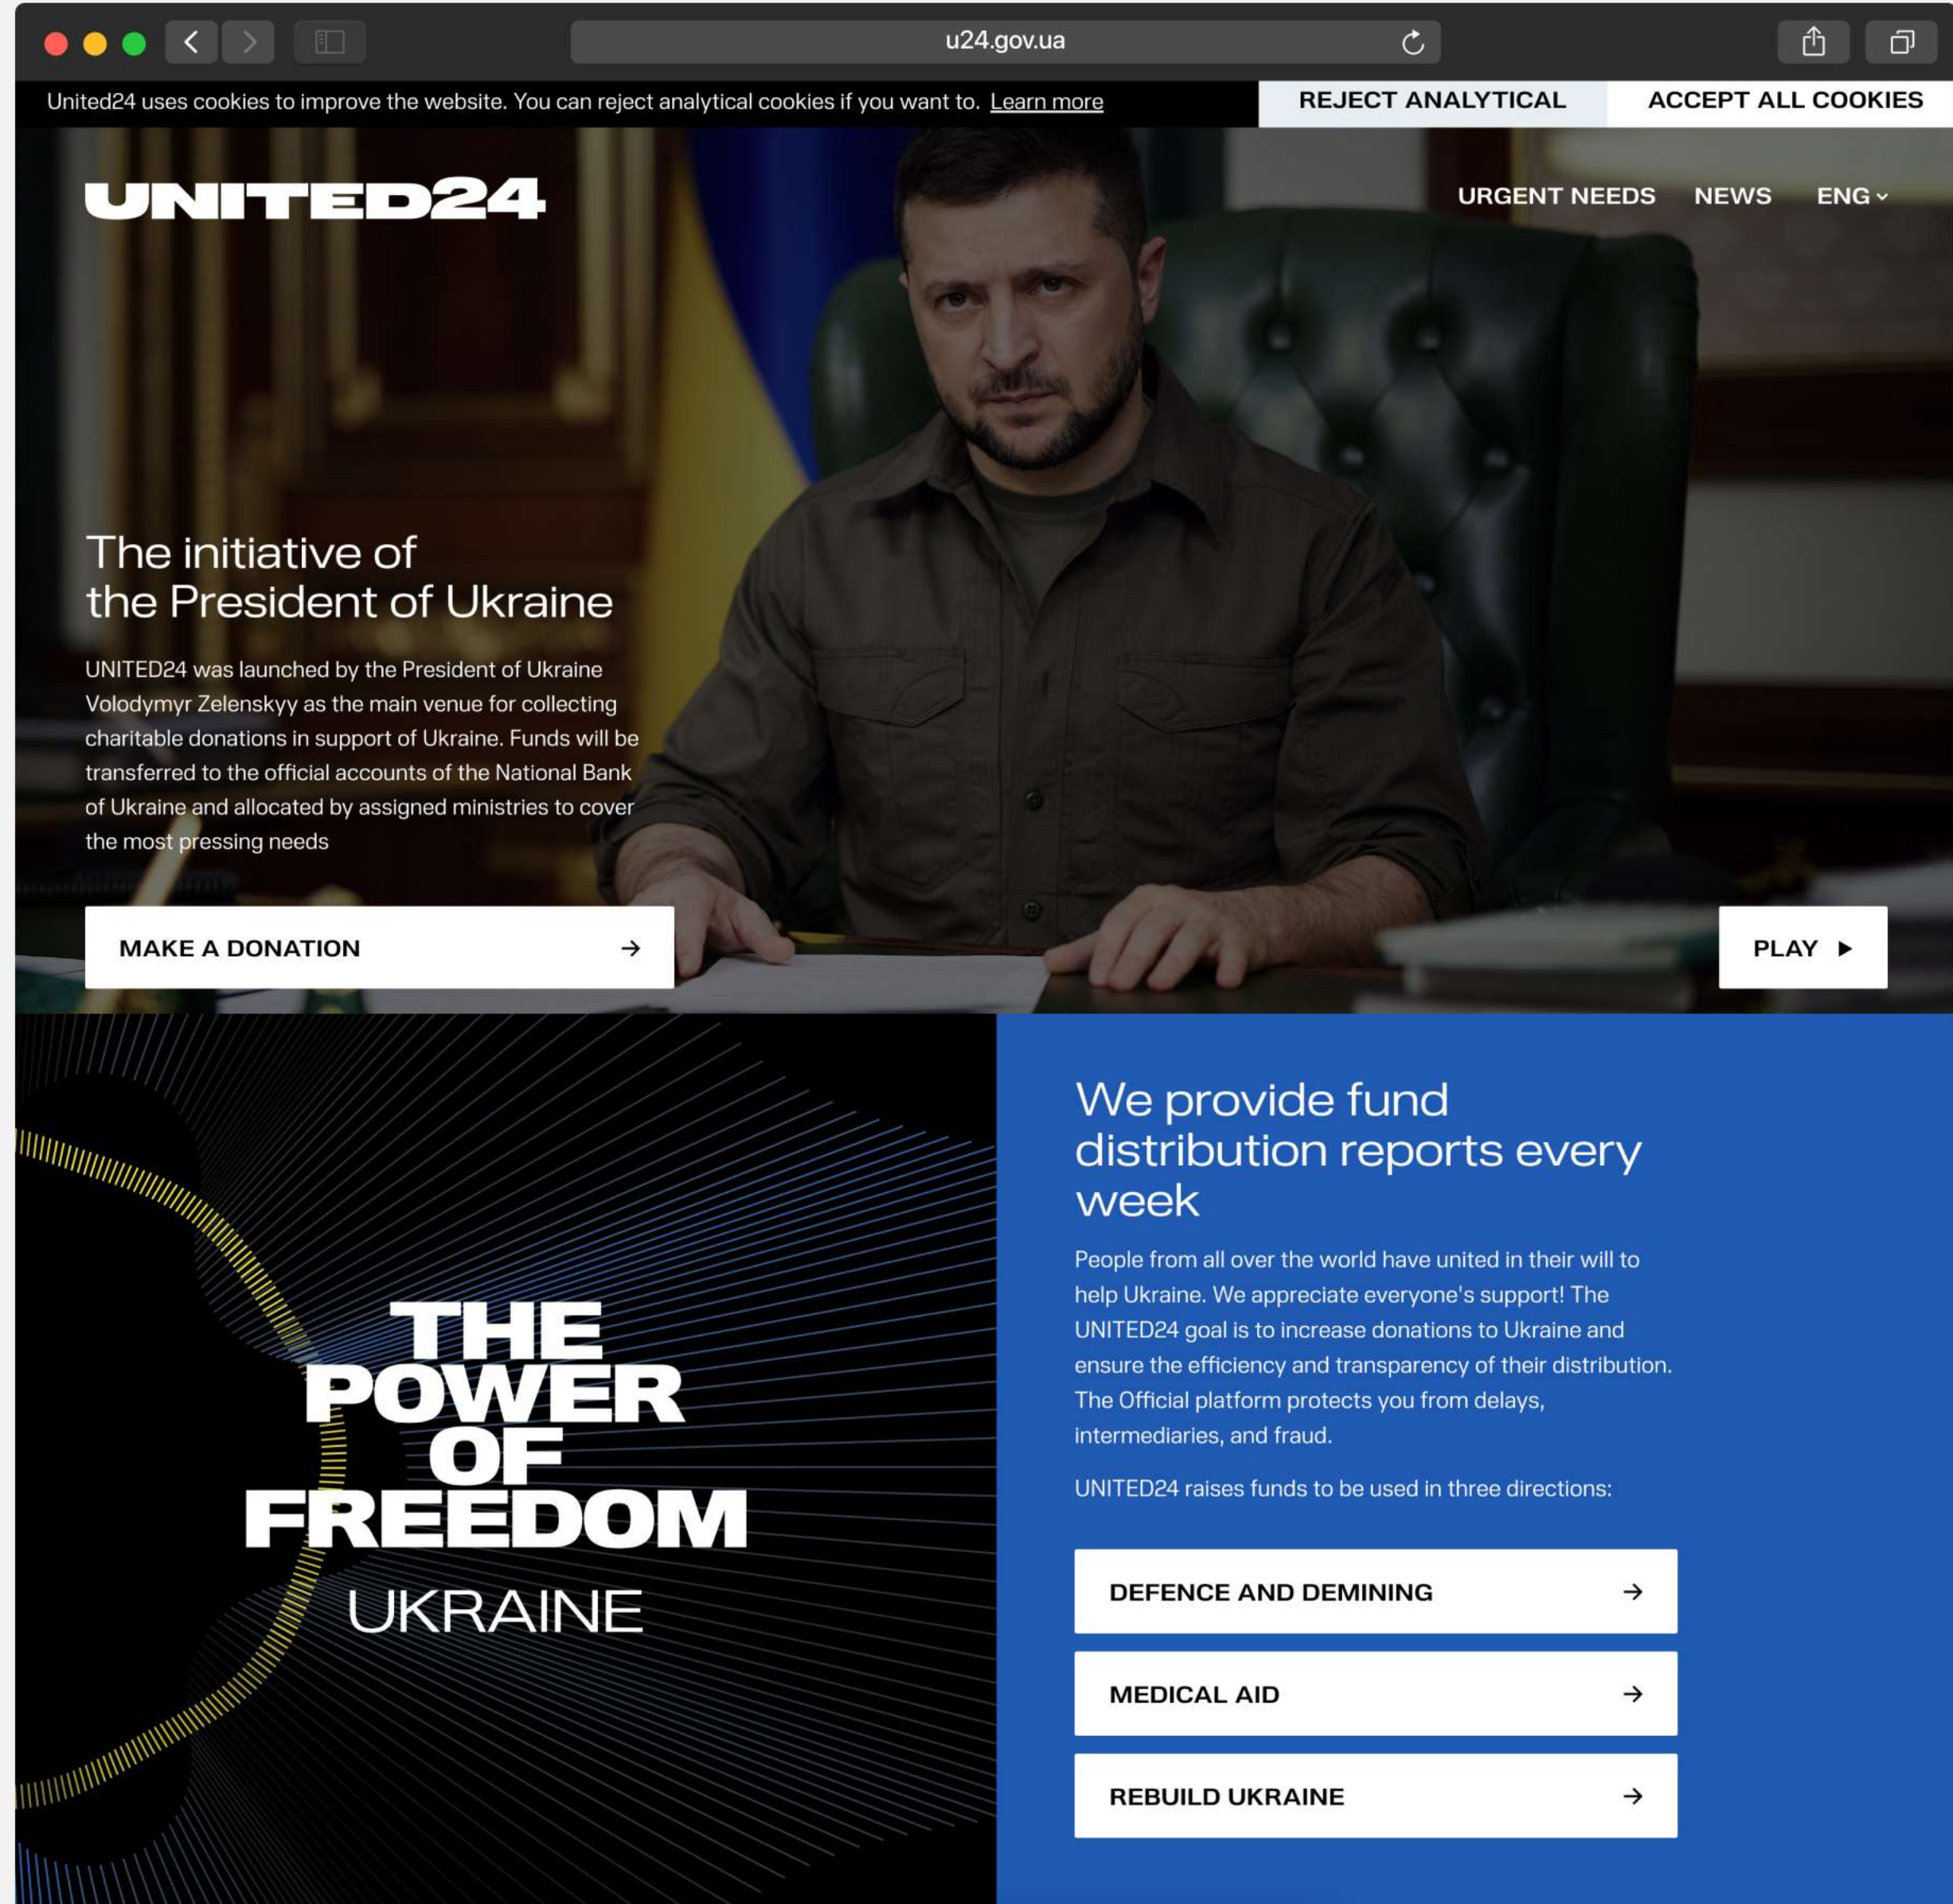 u24.gov.ua
United24 uses cookies to improve the website. You can reject analytical cookies if you want to. Learn more
REJECT ANALYTICAL
ACCEPT ALL COOKIES
UNITED24
URGENT NEEDS
NEWS
ENG
The initiative of
the President of Ukraine
UNITED24 was launched by the President of Ukraine
Volodymyr Zelenskyy as the main venue for collecting
charitable donations in support of Ukraine. Funds will be
transferred to the official accounts of the National Bank
of Ukraine and allocated by assigned ministries to cover
the most pressing needs
MAKE A DONATION →
PLAY
THE
POWER
OF
FREEDOM
UKRAINE
We provide fund
distribution reports every
week
People from all over the world have united in their will to
help Ukraine. We appreciate everyone's support! The
UNITED24 goal is to increase donations to Ukraine and
ensure the efficiency and transparency of their distribution.
The Official platform protects you from delays,
intermediaries, and fraud.
UNITED24 raises funds to be used in three directions:
DEFENCE AND DEMINING →
MEDICAL AID →
REBUILD UKRAINE →